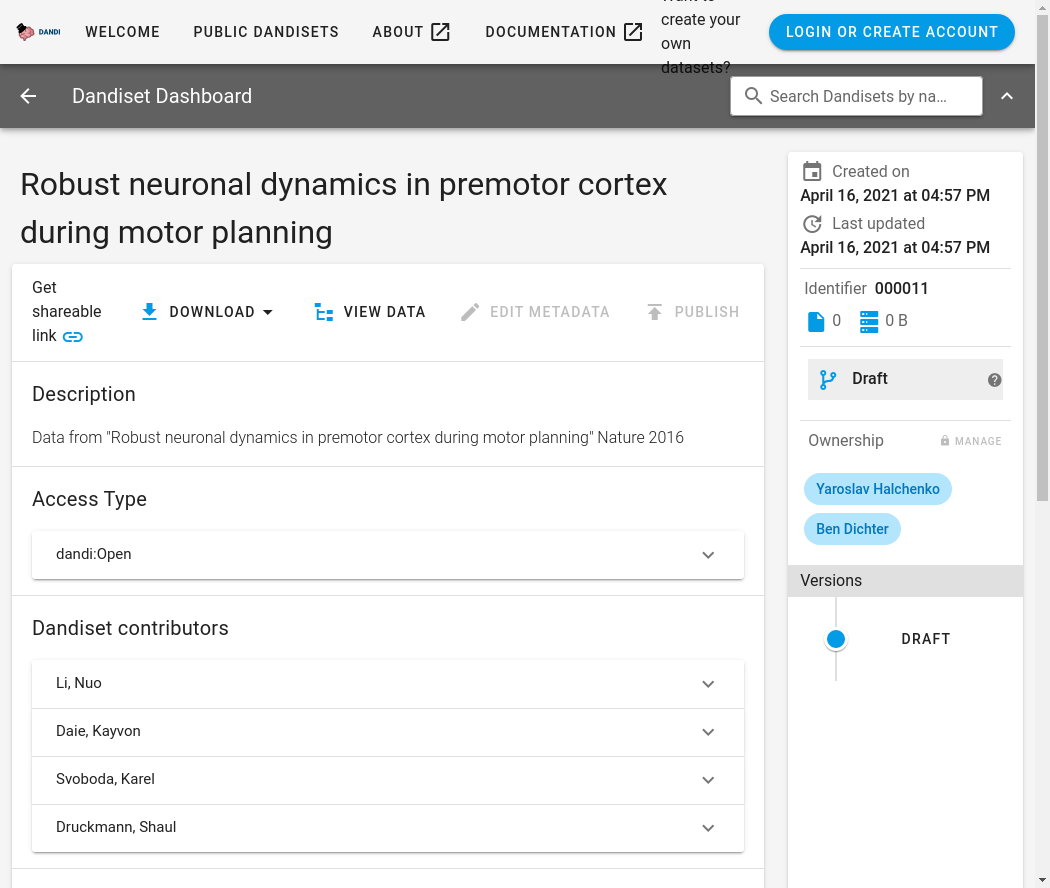 DANDI
WELCOME
PUBLIC DANDISETS
ABOUT
DOCUMENTATION
Want to
create your
own
datasets?
LOGIN OR CREATE ACCOUNT
Dandiset Dashboard
Search Dandisets by na…
Robust neuronal dynamics in premotor cortex
during motor planning
Get
shareable
link
DOWNLOAD
VIEW DATA
EDIT METADATA
PUBLISH
Description
Data from "Robust neuronal dynamics in premotor cortex during motor planning" Nature 2016
Access Type
dandi:Open
Dandiset contributors
Li, Nuo
Daie, Kayvon
Svoboda, Karel
Druckmann, Shaul
Created on
April 16, 2021 at 04:57 PM
Last updated
April 16, 2021 at 04:57 PM
Identifier 000011
0
0 B
Draft
?
Ownership
MANAGE
Yaroslav Halchenko
Ben Dichter
Versions
DRAFT